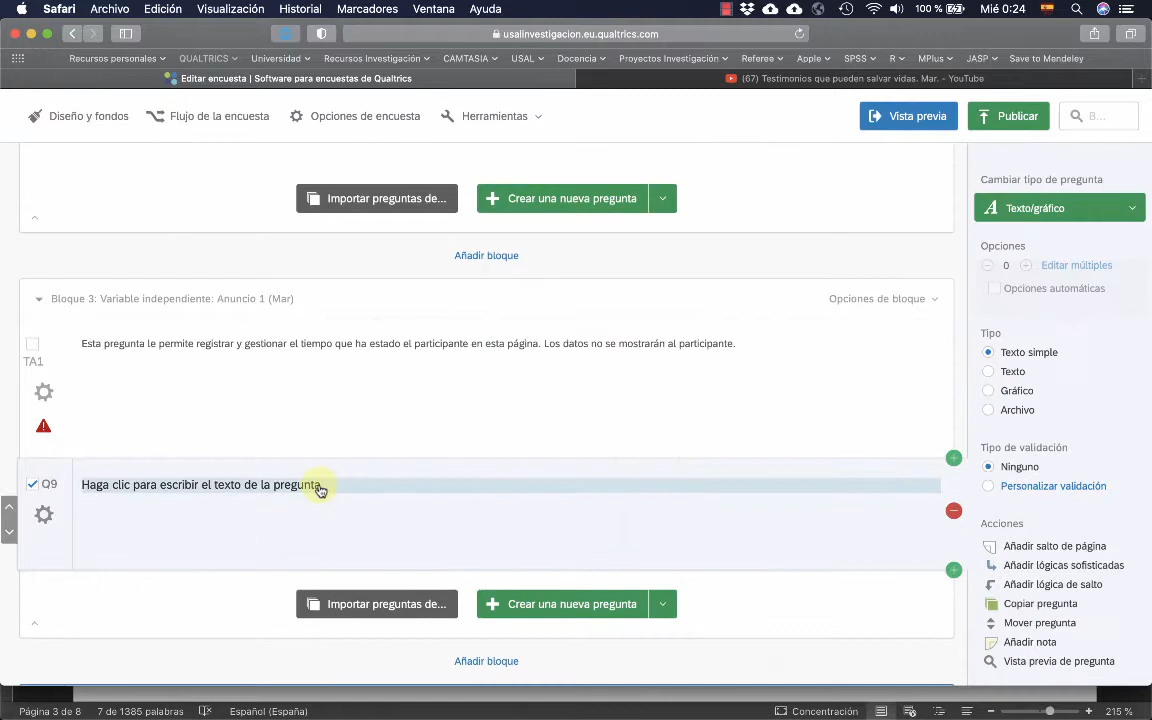 Safari Archivo Edición Visualización Historial Marcadores Ventana Ayuda 100 % Mié 0:24
usalinvestigacion.eu.qualtrics.com
Recursos personales QUALTRICS Universidad Recursos Investigación CAMTASIA USAL Docencia Proyectos Investigación Referee Apple SPSS R MPlus JASP Save to Mendeley
Editar encuesta | Software para encuestas de Qualtrics (67) Testimonios que pueden salvar vidas. Mar. - YouTube
Diseño y fondos Flujo de la encuesta Opciones de encuesta Herramientas Vista previa Publicar B...
Importar preguntas de... Crear una nueva pregunta
Añadir bloque
Bloque 3: Variable independiente: Anuncio 1 (Mar) Opciones de bloque
Esta pregunta le permite registrar y gestionar el tiempo que ha estado el participante en esta página. Los datos no se mostrarán al participante.
TA1
Q9 Haga clic para escribir el texto de la pregunta
Importar preguntas de... Crear una nueva pregunta
Añadir bloque
Cambiar tipo de pregunta
A Texto/gráfico
Opciones
0 Editar múltiples
Opciones automáticas
Tipo
Texto simple
Texto
Gráfico
Archivo
Tipo de validación
Ninguno
Personalizar validación
Acciones
Añadir salto de página
Añadir lógicas sofisticadas
Añadir lógica de salto
Copiar pregunta
Mover pregunta
Añadir nota
Vista previa de pregunta
Página 3 de 8 7 de 1385 palabras Español (España) Concentración 215 %